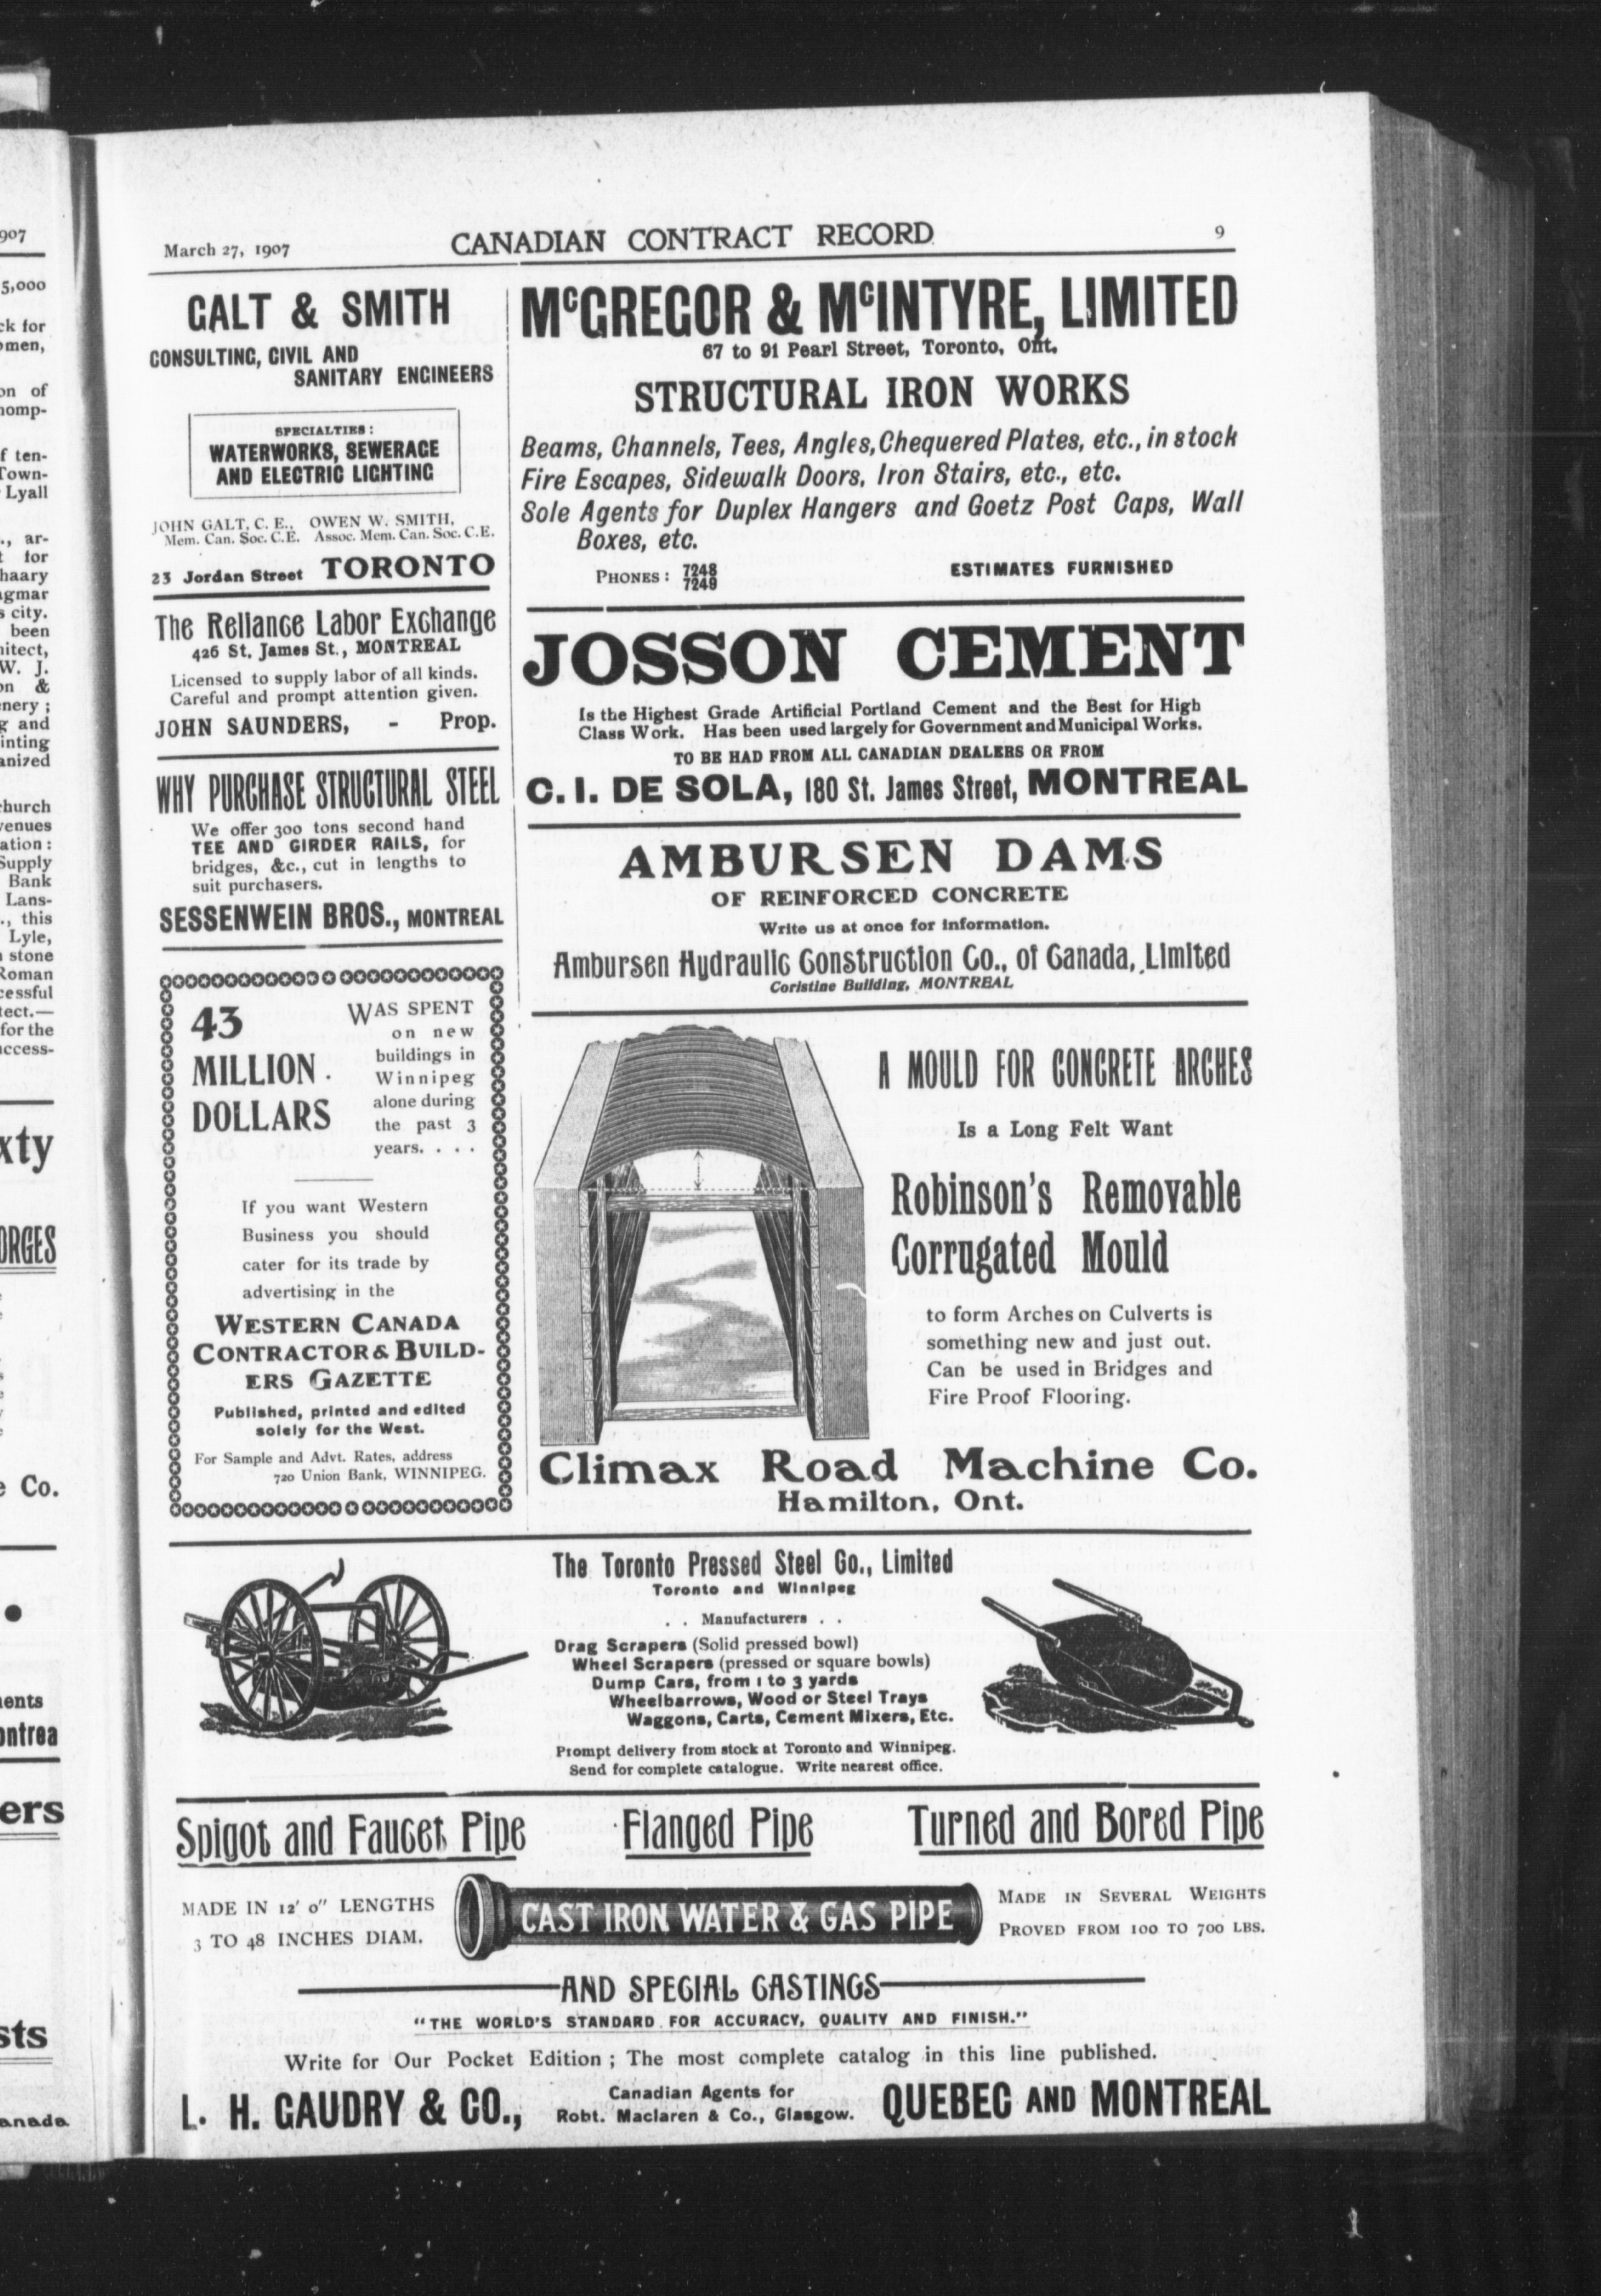 March 27, 1907
CANADIAN CONTRACT RECORD
9
GALT & SMITH
CONSULTING, CIVIL AND
SANITARY ENGINEERS
SPECIALTIES:
WATERWORKS, SEWERAGE
AND ELECTRIC LIGHTING
JOHN GALT, C. E., OWEN W. SMITH,
Mem. Can. Soc. C.E. Assoc. Mem. Can. Soc. C.E.
23 Jordan Street TORONTO
The Reliance Labor Exchange
426 St. James St., MONTREAL
Licensed to supply labor of all kinds.
Careful and prompt attention given.
JOHN SAUNDERS, - Prop.
WHY PURCHASE STRUCTURAL STEEL
We offer 300 tons second hand
TEE AND GIRDER RAILS, for
bridges, &c., cut in lengths to
suit purchasers.
SESSENWEIN BROS., MONTREAL
43
MILLION
DOLLARS
WAS SPENT
on new
buildings in
Winnipeg
alone during
the past 3
years. . . .
If you want Western
Business you should
cater for its trade by
advertising in the
WESTERN CANADA
CONTRACTOR & BUILD-
ERS GAZETTE
Published, printed and edited
solely for the West.
For Sample and Advt. Rates, address
720 Union Bank, WINNIPEG.
McGREGOR & McINTYRE, LIMITED
67 to 91 Pearl Street, Toronto, Ont.
STRUCTURAL IRON WORKS
Beams, Channels, Tees, Angles, Chequered Plates, etc., in stock
Fire Escapes, Sidewalk Doors, Iron Stairs, etc., etc.
Sole Agents for Duplex Hangers and Goetz Post Caps, Wall
Boxes, etc.
PHONES: 7248
7249
ESTIMATES FURNISHED
JOSSON CEMENT
Is the Highest Grade Artificial Portland Cement and the Best for High
Class Work. Has been used largely for Government and Municipal Works.
TO BE HAD FROM ALL CANADIAN DEALERS OR FROM
C. I. DE SOLA, 180 St. James Street, MONTREAL
AMBURSEN DAMS
OF REINFORCED CONCRETE
Write us at once for information.
Ambursen Hydraulic Construction Co., of Canada, Limited
Coristine Building, MONTREAL
A MOULD FOR CONCRETE ARCHES
Is a Long Felt Want
Robinson's Removable
Corrugated Mould
to form Arches on Culverts is
something new and just out.
Can be used in Bridges and
Fire Proof Flooring.
Climax Road Machine Co.
Hamilton, Ont.
The Toronto Pressed Steel Co., Limited
Toronto and Winnipeg
. . Manufacturers . .
Drag Scrapers (Solid pressed bowl)
Wheel Scrapers (pressed or square bowls)
Dump Cars, from 1 to 3 yards
Wheelbarrows, Wood or Steel Trays
Waggons, Carts, Cement Mixers, Etc.
Prompt delivery from stock at Toronto and Winnipeg.
Send for complete catalogue. Write nearest office.
Spigot and Faucet Pipe Flanged Pipe Turned and Bored Pipe
MADE IN 12' 0" LENGTHS
3 TO 48 INCHES DIAM.
CAST IRON WATER & GAS PIPE
MADE IN SEVERAL WEIGHTS
PROVED FROM 100 TO 700 LBS.
AND SPECIAL CASTINGS
"THE WORLD'S STANDARD FOR ACCURACY, QUALITY AND FINISH."
Write for Our Pocket Edition; The most complete catalog in this line published.
L. H. GAUDRY & CO.,
Canadian Agents for
Robt. Maclaren & Co., Glasgow.
QUEBEC AND MONTREAL